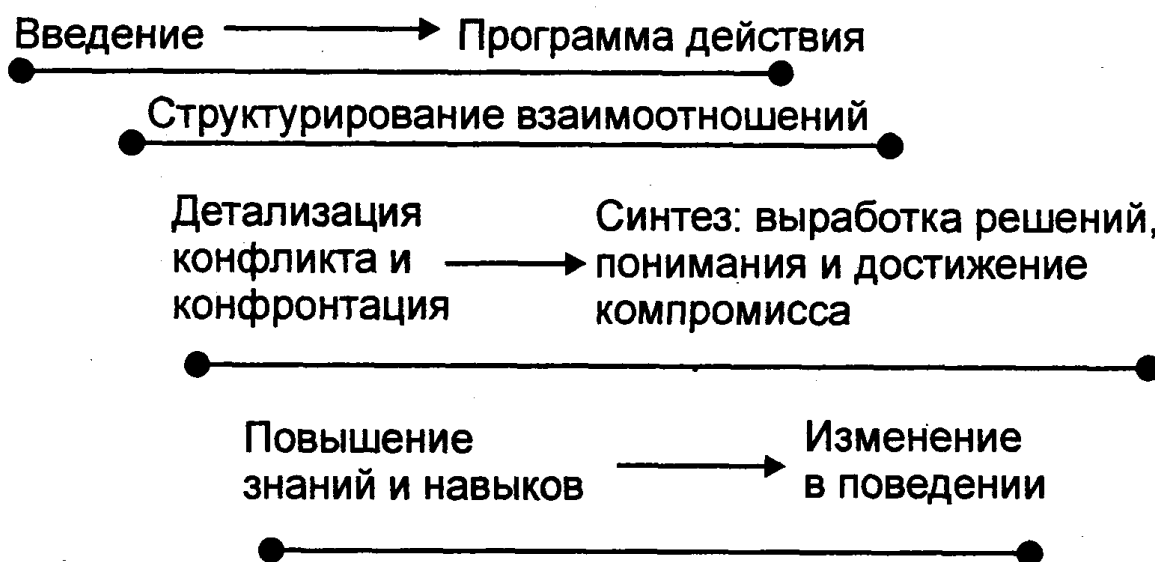 Введение Программа действия
Структурирование взаимоотношений
Детализация
конфликта и
конфронтация
Синтез: выработка решений,
понимания и достижение
компромисса
Повышение
знаний и навыков
Изменение
в поведении